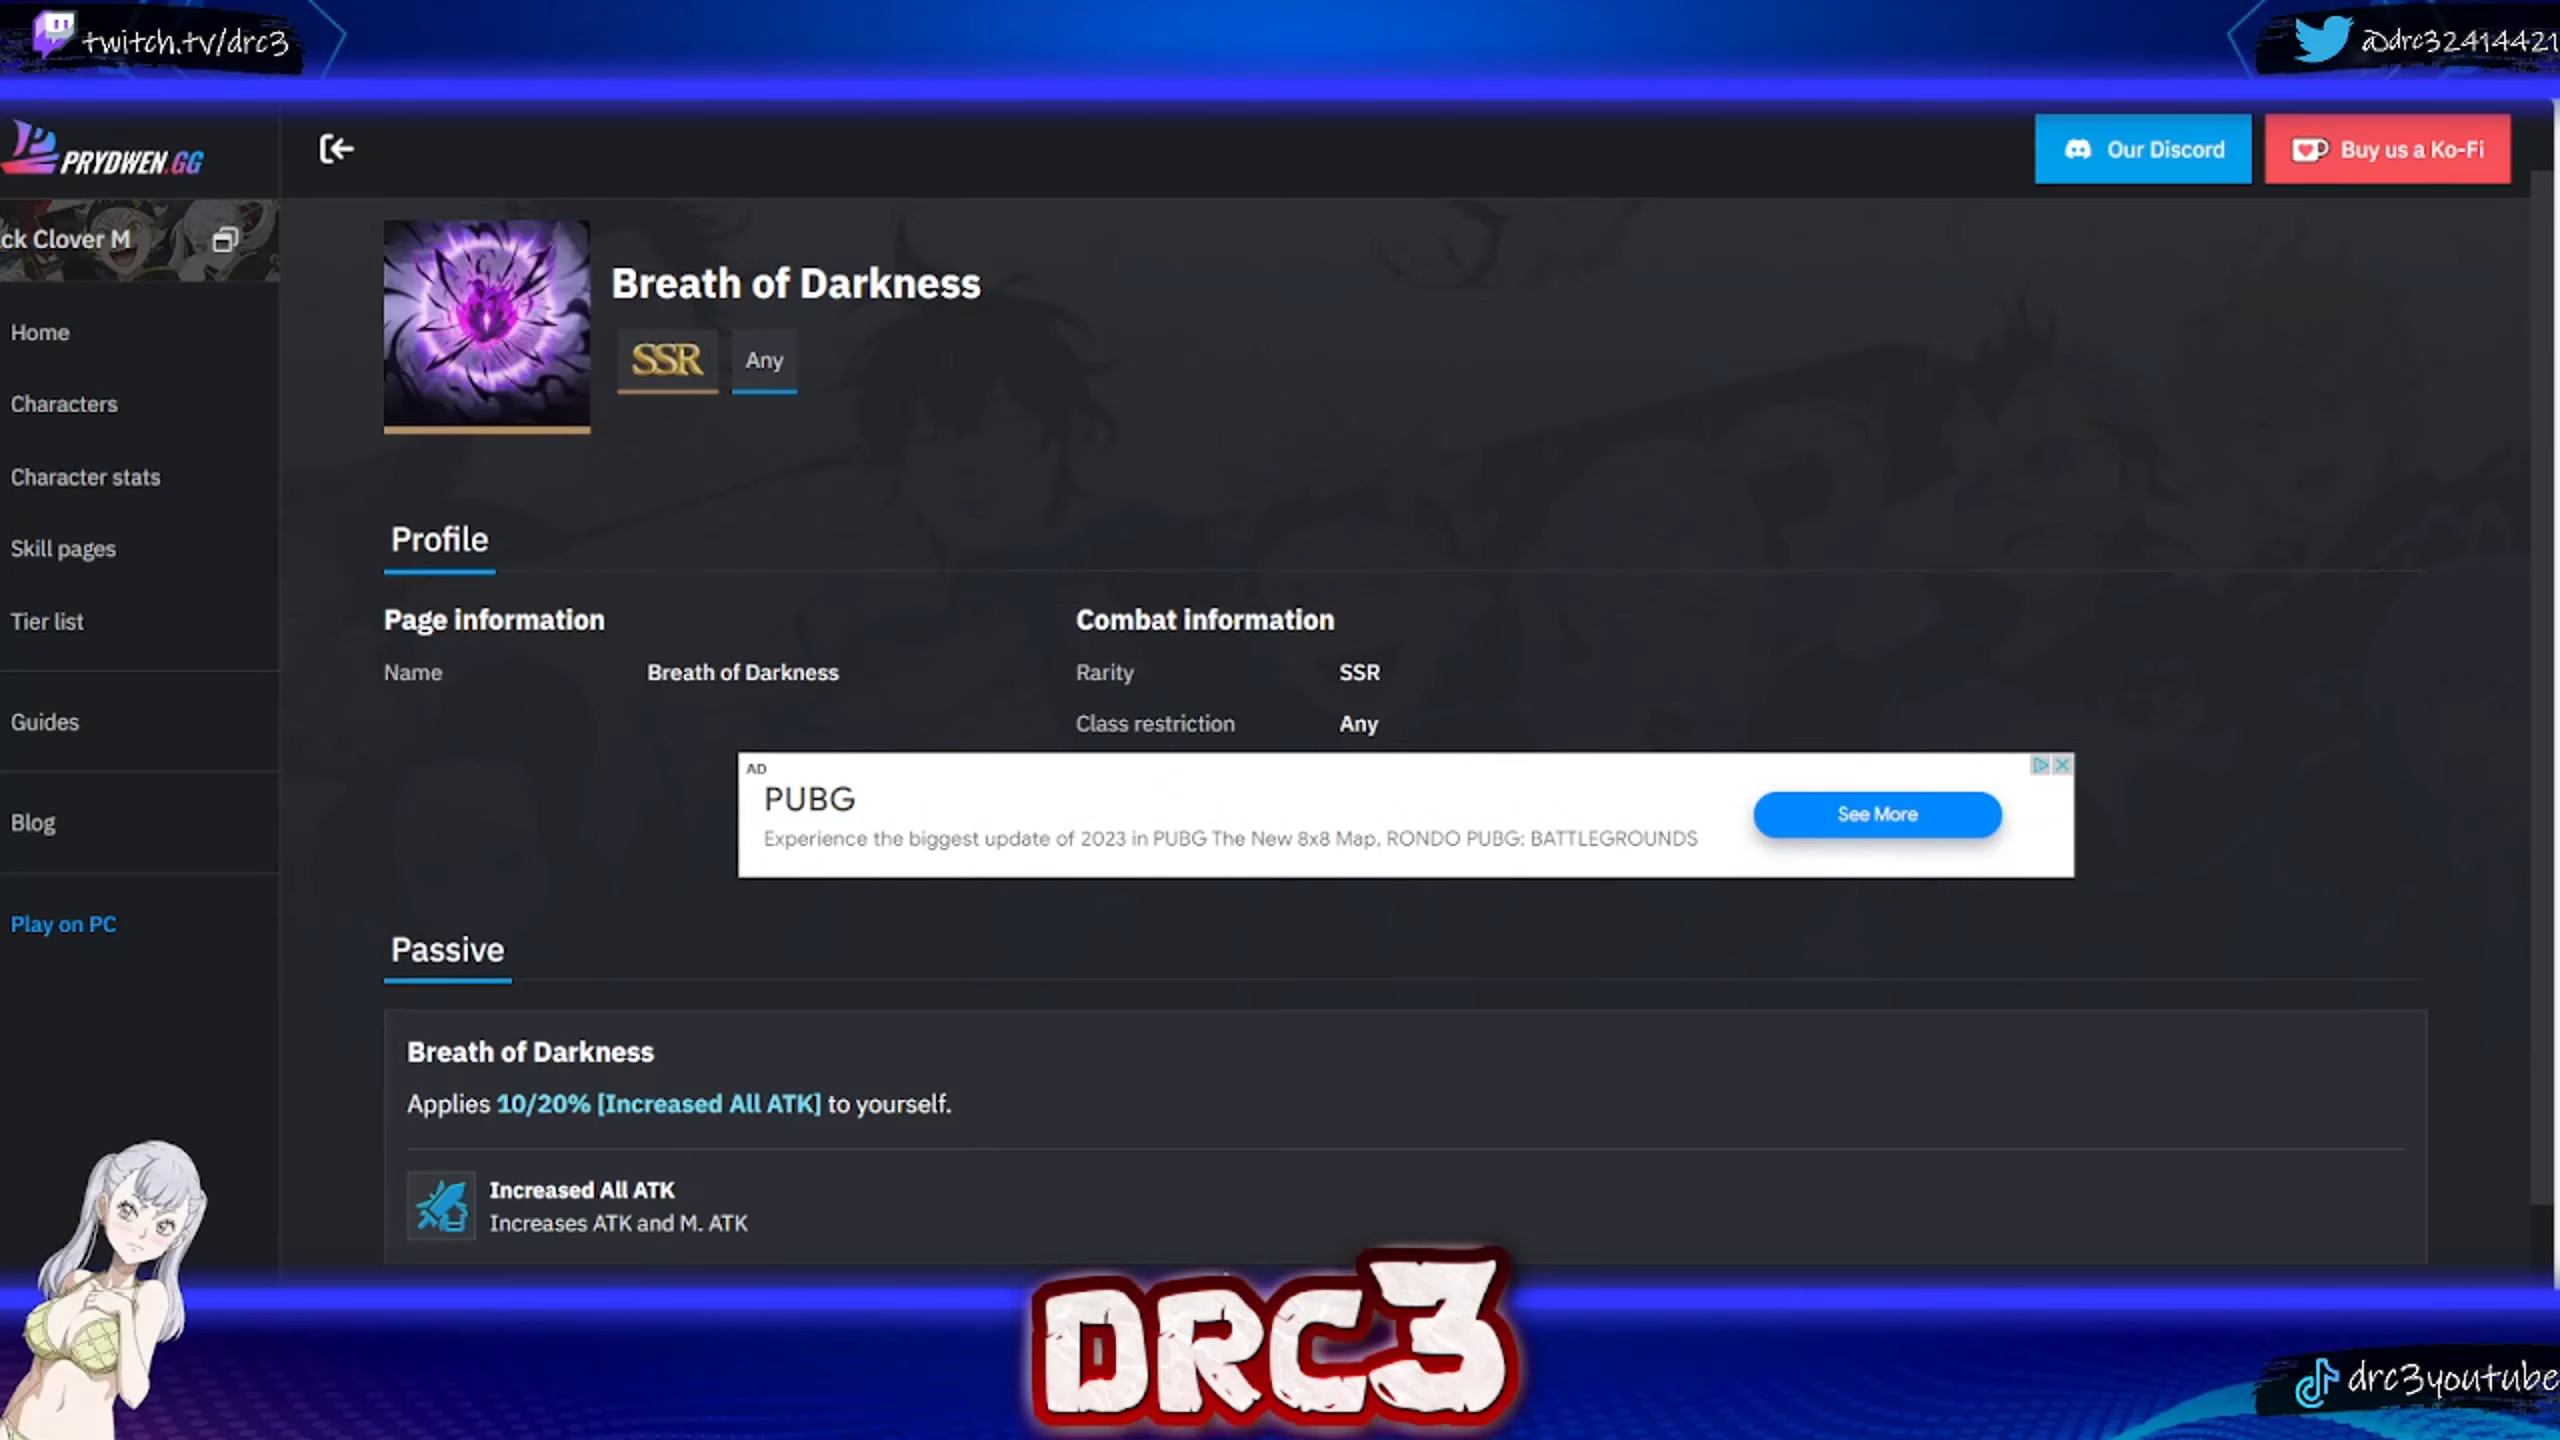 twitch.tv/drc3
@drc32414421
PRYDWEN.GG
Our Discord
Buy us a Ko-Fi
ck Clover M
Breath of Darkness
SSR
Any
Home
Characters
Character stats
Skill pages
Tier list
Guides
Blog
Play on PC
Profile
Page information
Combat information
Name
Breath of Darkness
Rarity
SSR
Class restriction
Any
AD
PUBG
Experience the biggest update of 2023 in PUBG The New 8x8 Map, RONDO PUBG: BATTLEGROUNDS
See More
Passive
Breath of Darkness
Applies 10/20% [Increased All ATK] to yourself.
Increased All ATK
Increases ATK and M. ATK
DRC3
drc3youtube